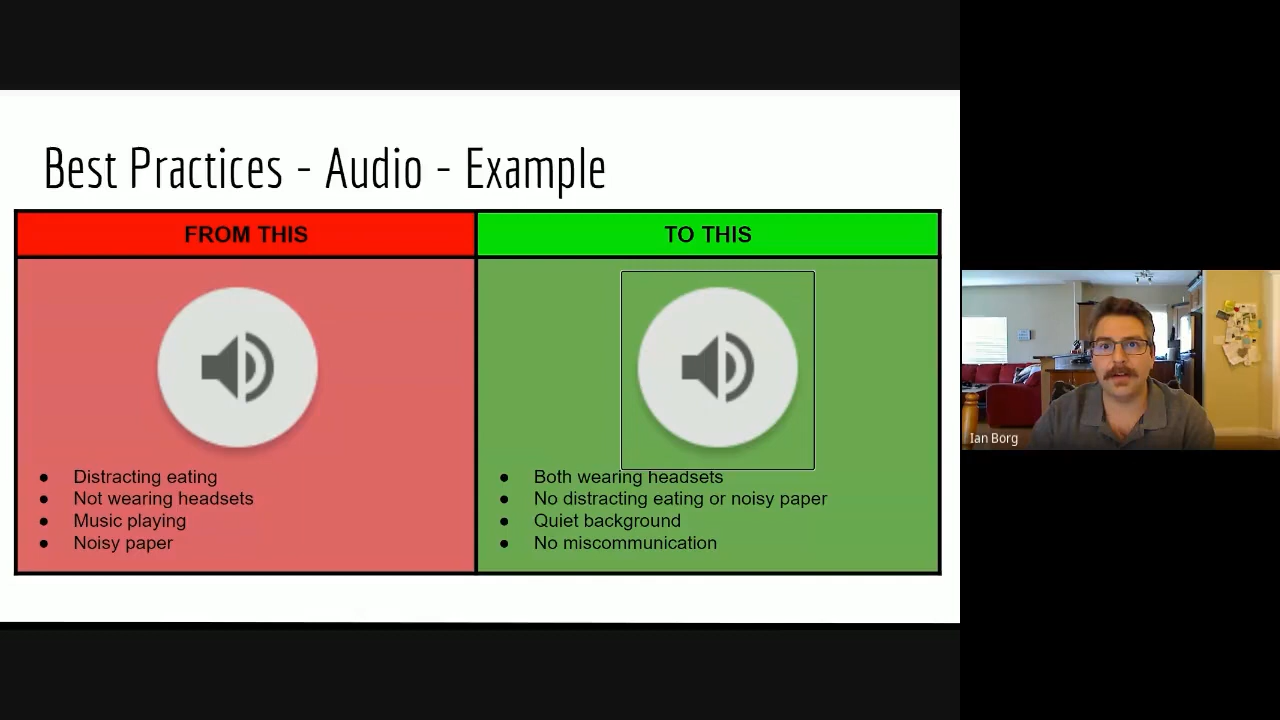 Best Practices - Audio - Example
FROM THIS
TO THIS
● Distracting eating
● Not wearing headsets
● Music playing
● Noisy paper
● Both wearing headsets
● No distracting eating or noisy paper
● Quiet background
● No miscommunication
Ian Borg